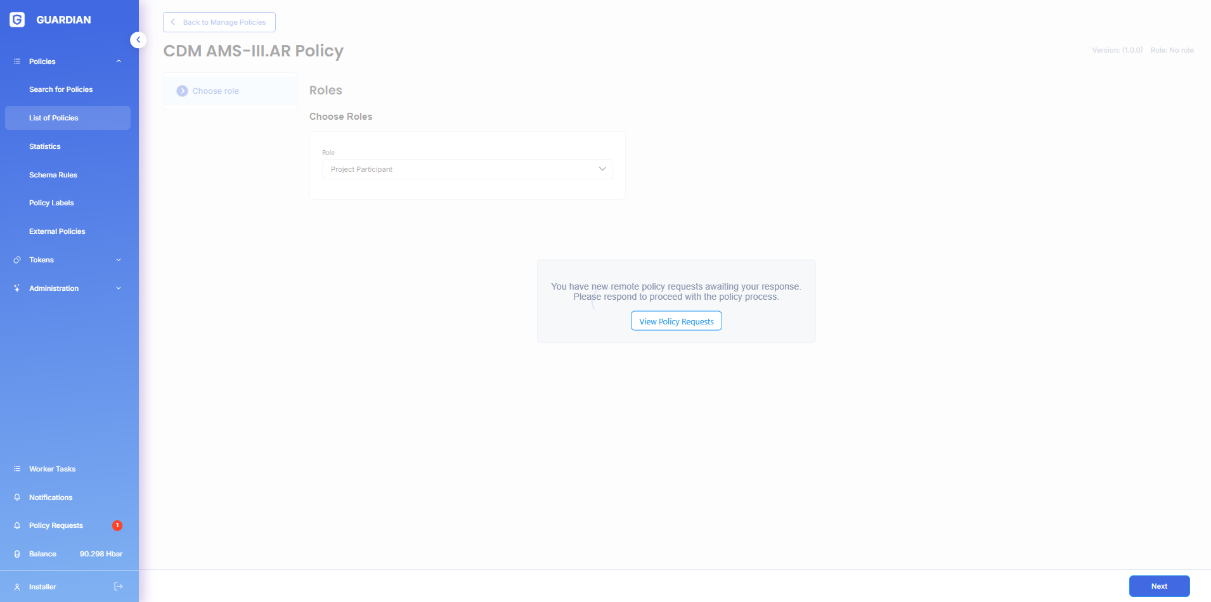 GUARDIAN
Policies
Search for Policies
List of Policies
Statistics
Schema Rules
Policy Labels
External Policies
Tokens
Administration
Worker Tasks
Notifications
Policy Requests 1
Balance 90.298 Hbar
Installer
Back to Manage Policies
CDM AMS-III.AR Policy
Version: (1.0.0) Role: No role
Choose role
Roles
Choose Roles
Role
Project Participant
You have new remote policy requests awaiting your response.
Please respond to proceed with the policy process.
View Policy Requests
Next